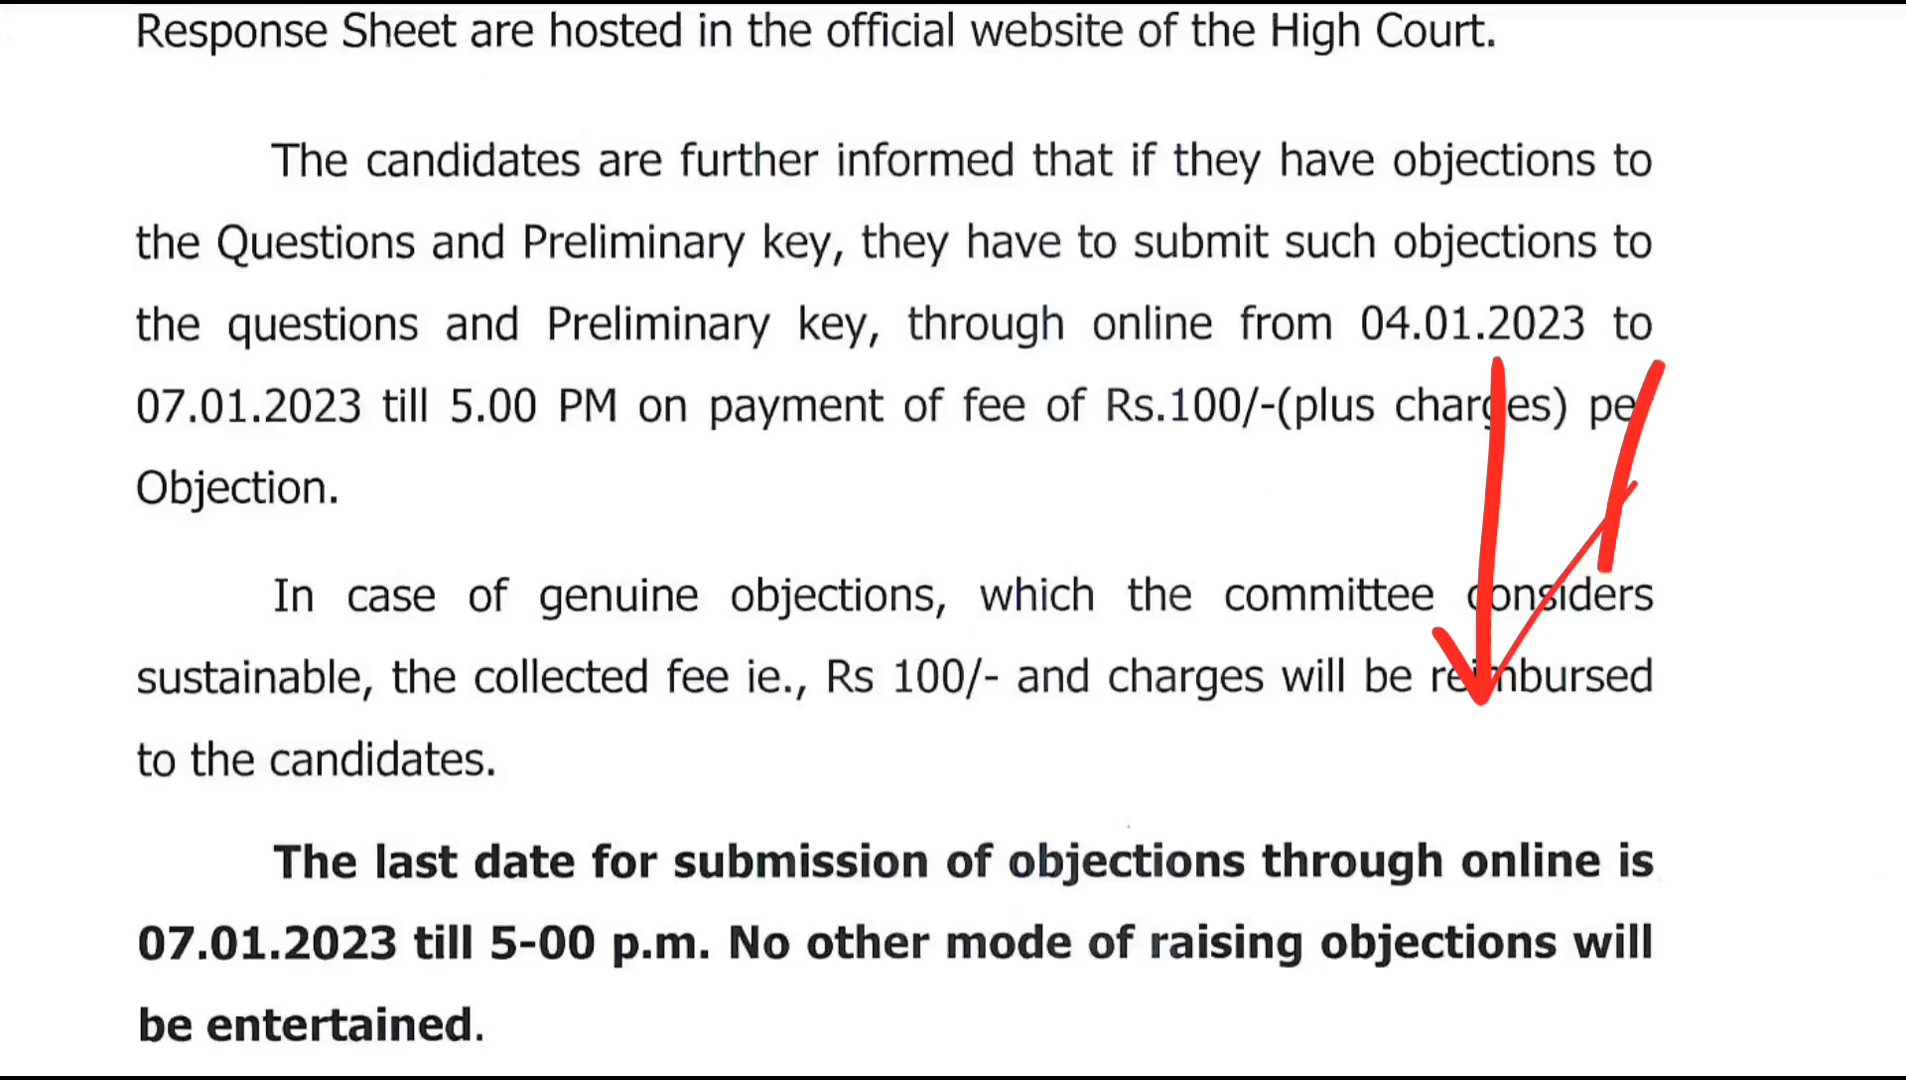 Response Sheet are hosted in the official website of the High Court.
The candidates are further informed that if they have objections to
the Questions and Preliminary key, they have to submit such objections to
the questions and Preliminary key, through online from 04.01.2023 to
07.01.2023 till 5.00 PM on payment of fee of Rs.100/-(plus charges) per
Objection.
In case of genuine objections, which the committee considers
sustainable, the collected fee ie., Rs 100/- and charges will be reimbursed
to the candidates.
The last date for submission of objections through online is
07.01.2023 till 5-00 p.m. No other mode of raising objections will
be entertained.